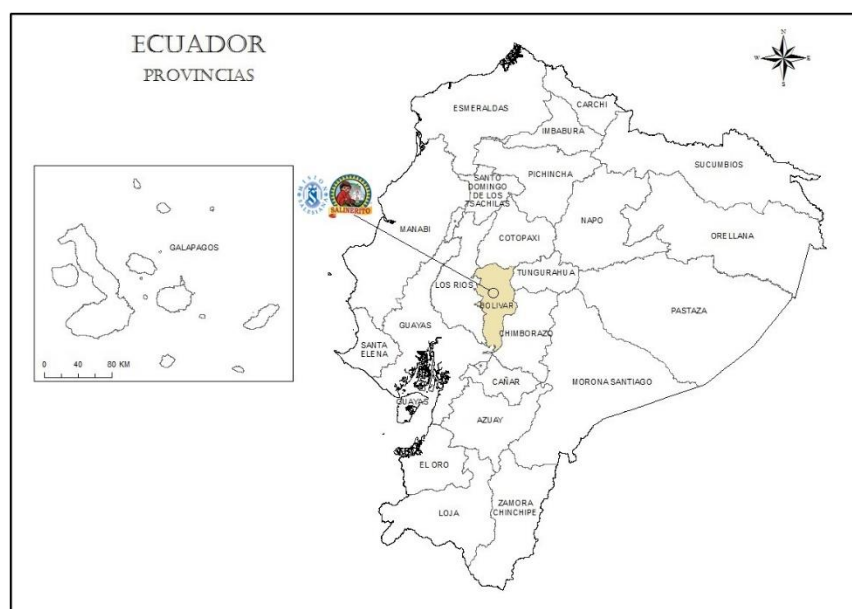 ECUADOR
PROVINCIAS
N
W
E
S
CARCHI
ESMERALDAS
IMBABURA
SUCUMBIOS
PICHINCHA
SANTO
DOMINGO
DE LOS
TSACHILAS
NAPO
SALINERITO
MANABI
ORELLANA
COTOPAXI
GALAPAGOS
TUNGURAHUA
LOS RIOS
BOLIVAR
PASTAZA
GUAYAS
CHIMBORAZO
SANTA
ELENA
0 40 80 KM
CAÑAR
MORONA SANTIAGO
GUAYAS
AZUAY
EL ORO
ZAMORA
CHINCHIPE
LOJA